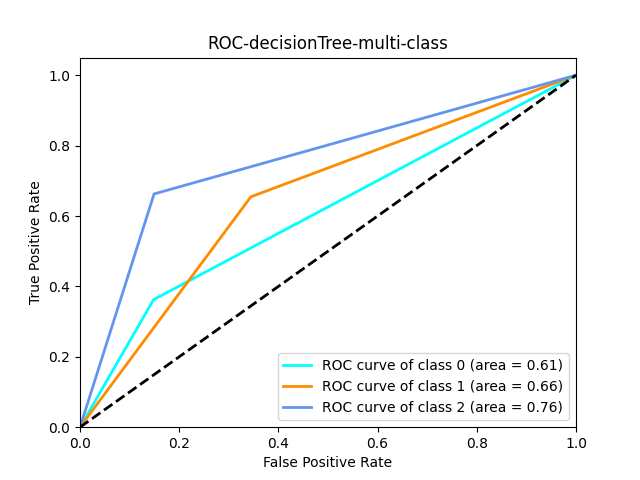 ROC-decisionTree-multi-class
True Positive Rate
1.0
0.8
0.6
0.4
0.2
0.0
ROC curve of class 0 (area = 0.61)
ROC curve of class 1 (area = 0.66)
ROC curve of class 2 (area = 0.76)
0.0 0.2 0.4 0.6 0.8 1.0
False Positive Rate